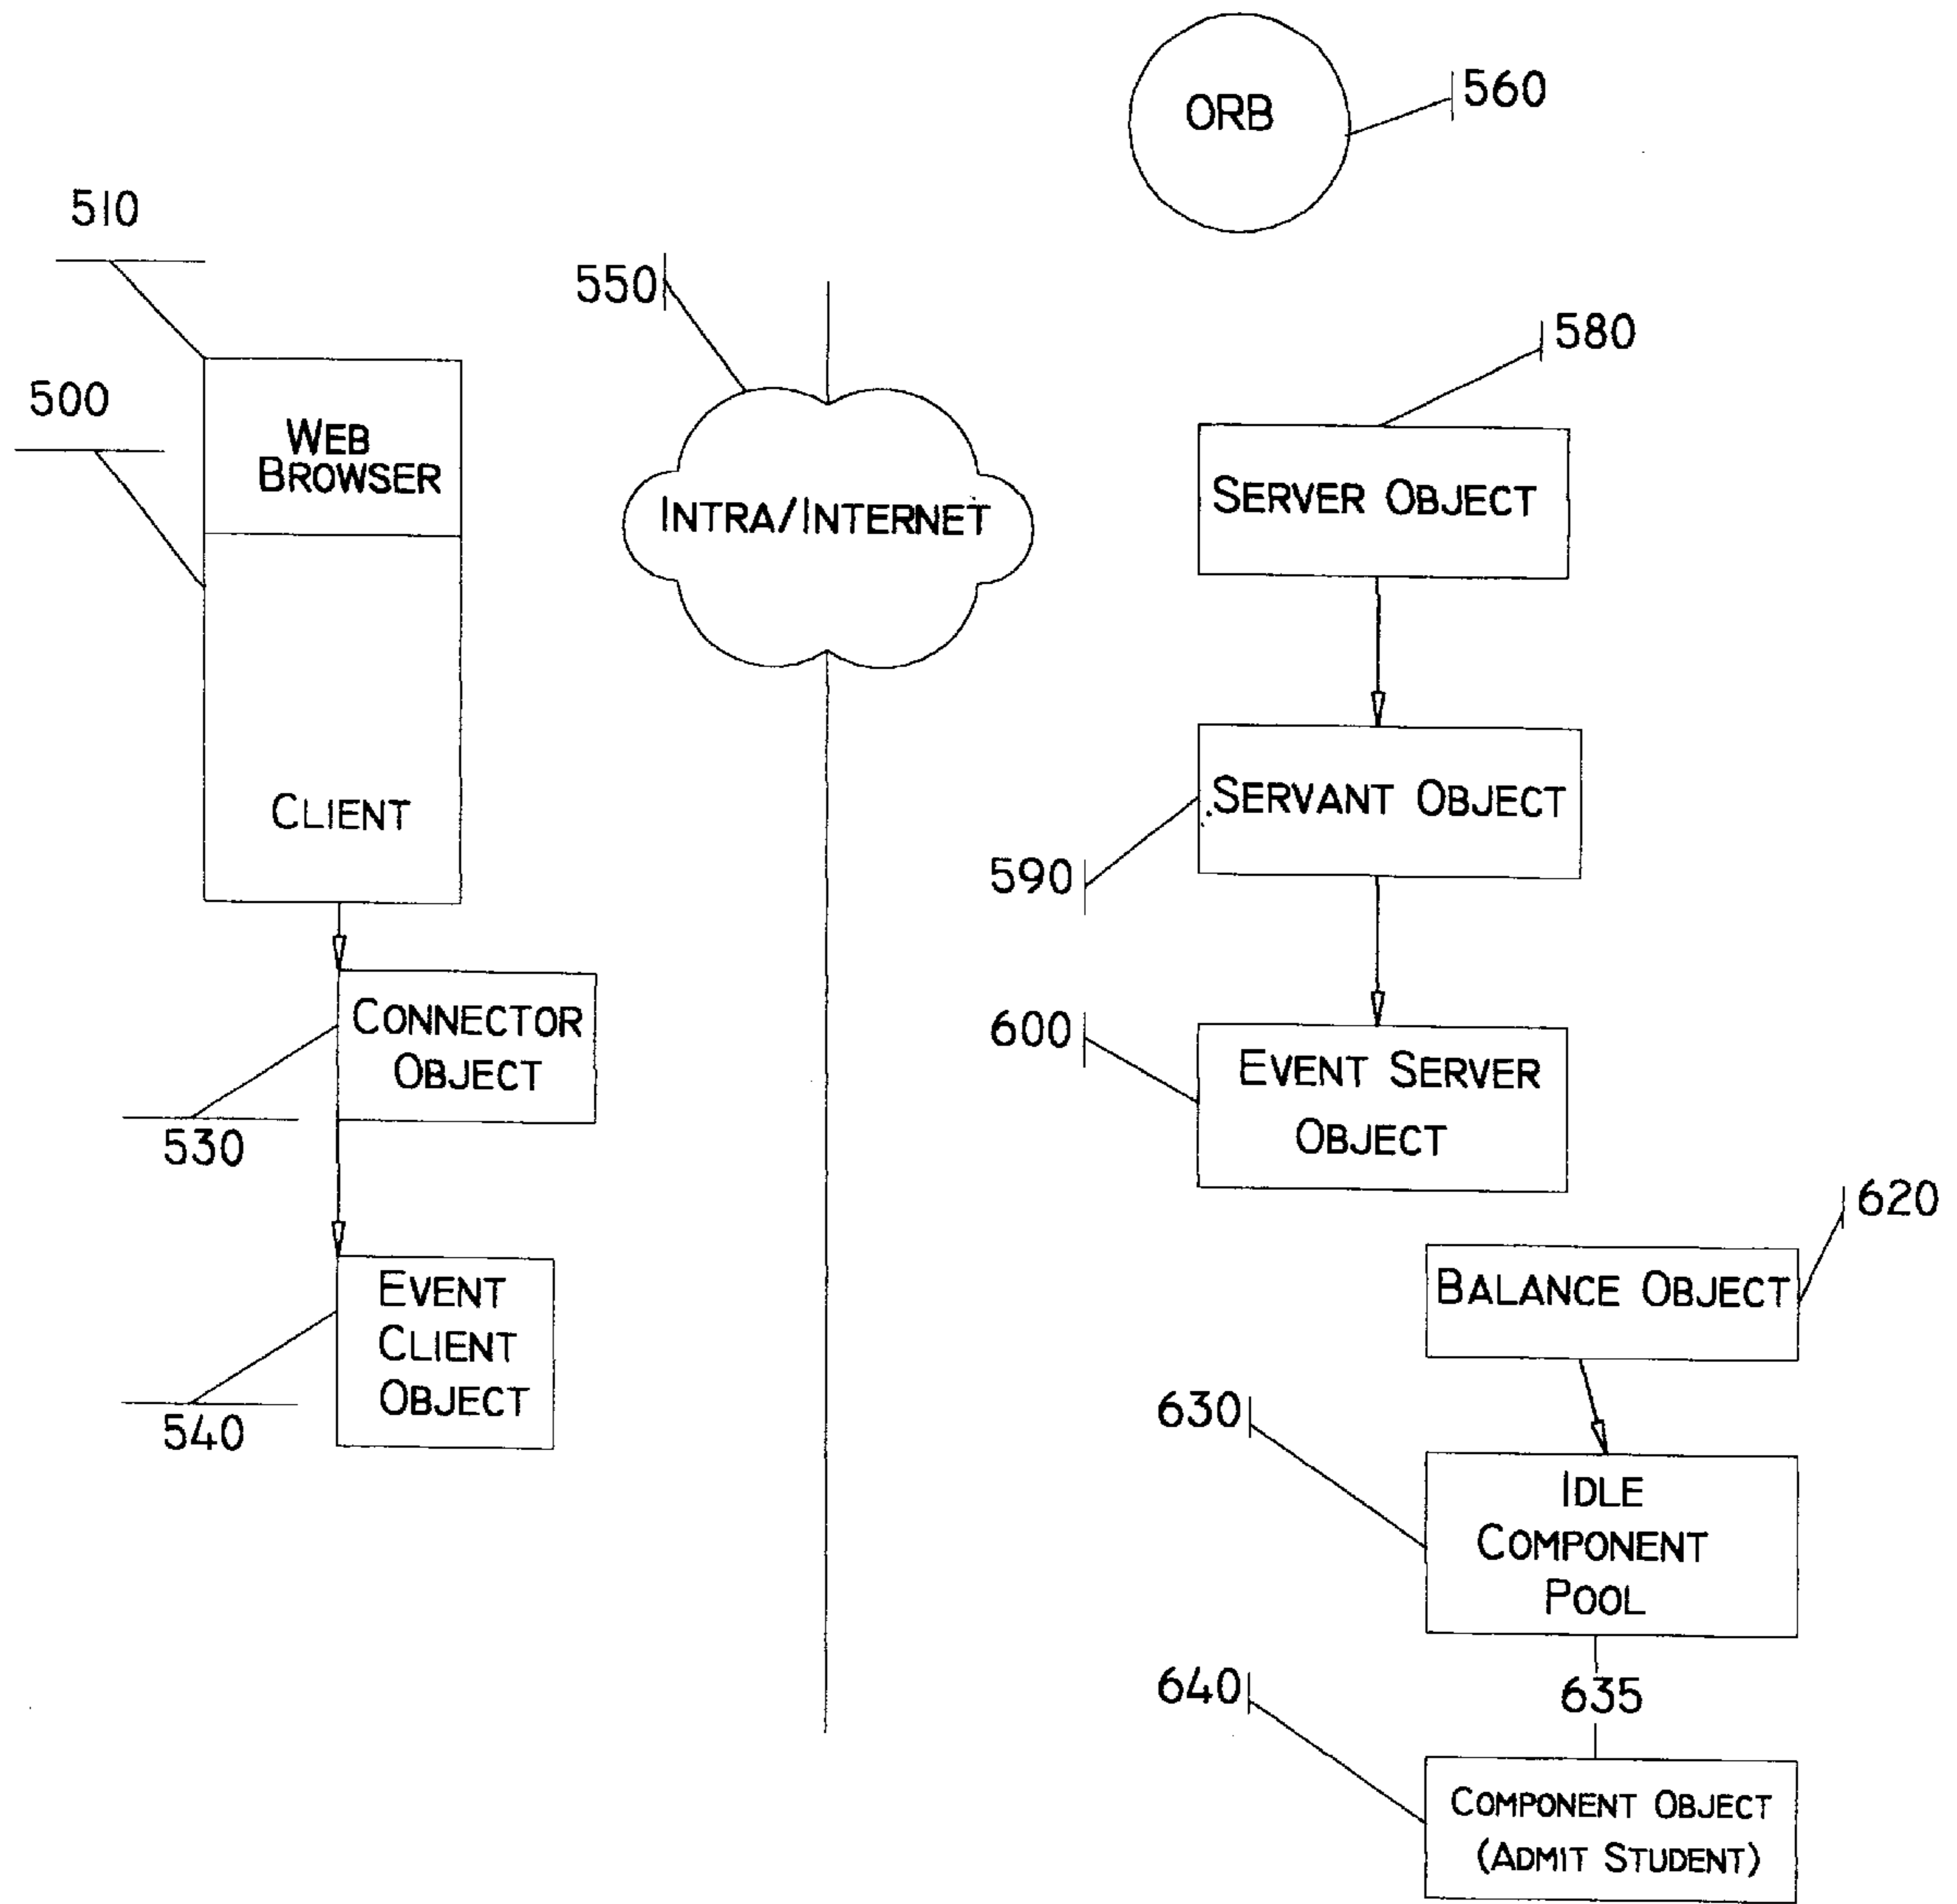 ORB
560
510
550
580
500
WEB
BROWSER
INTRA/INTERNET
SERVER OBJECT
CLIENT
SERVANT OBJECT
590
CONNECTOR
OBJECT
530
600
EVENT SERVER
OBJECT
620
EVENT
CLIENT
OBJECT
540
BALANCE OBJECT
630
IDLE
COMPONENT
POOL
635
640
COMPONENT OBJECT
(ADMIT STUDENT)